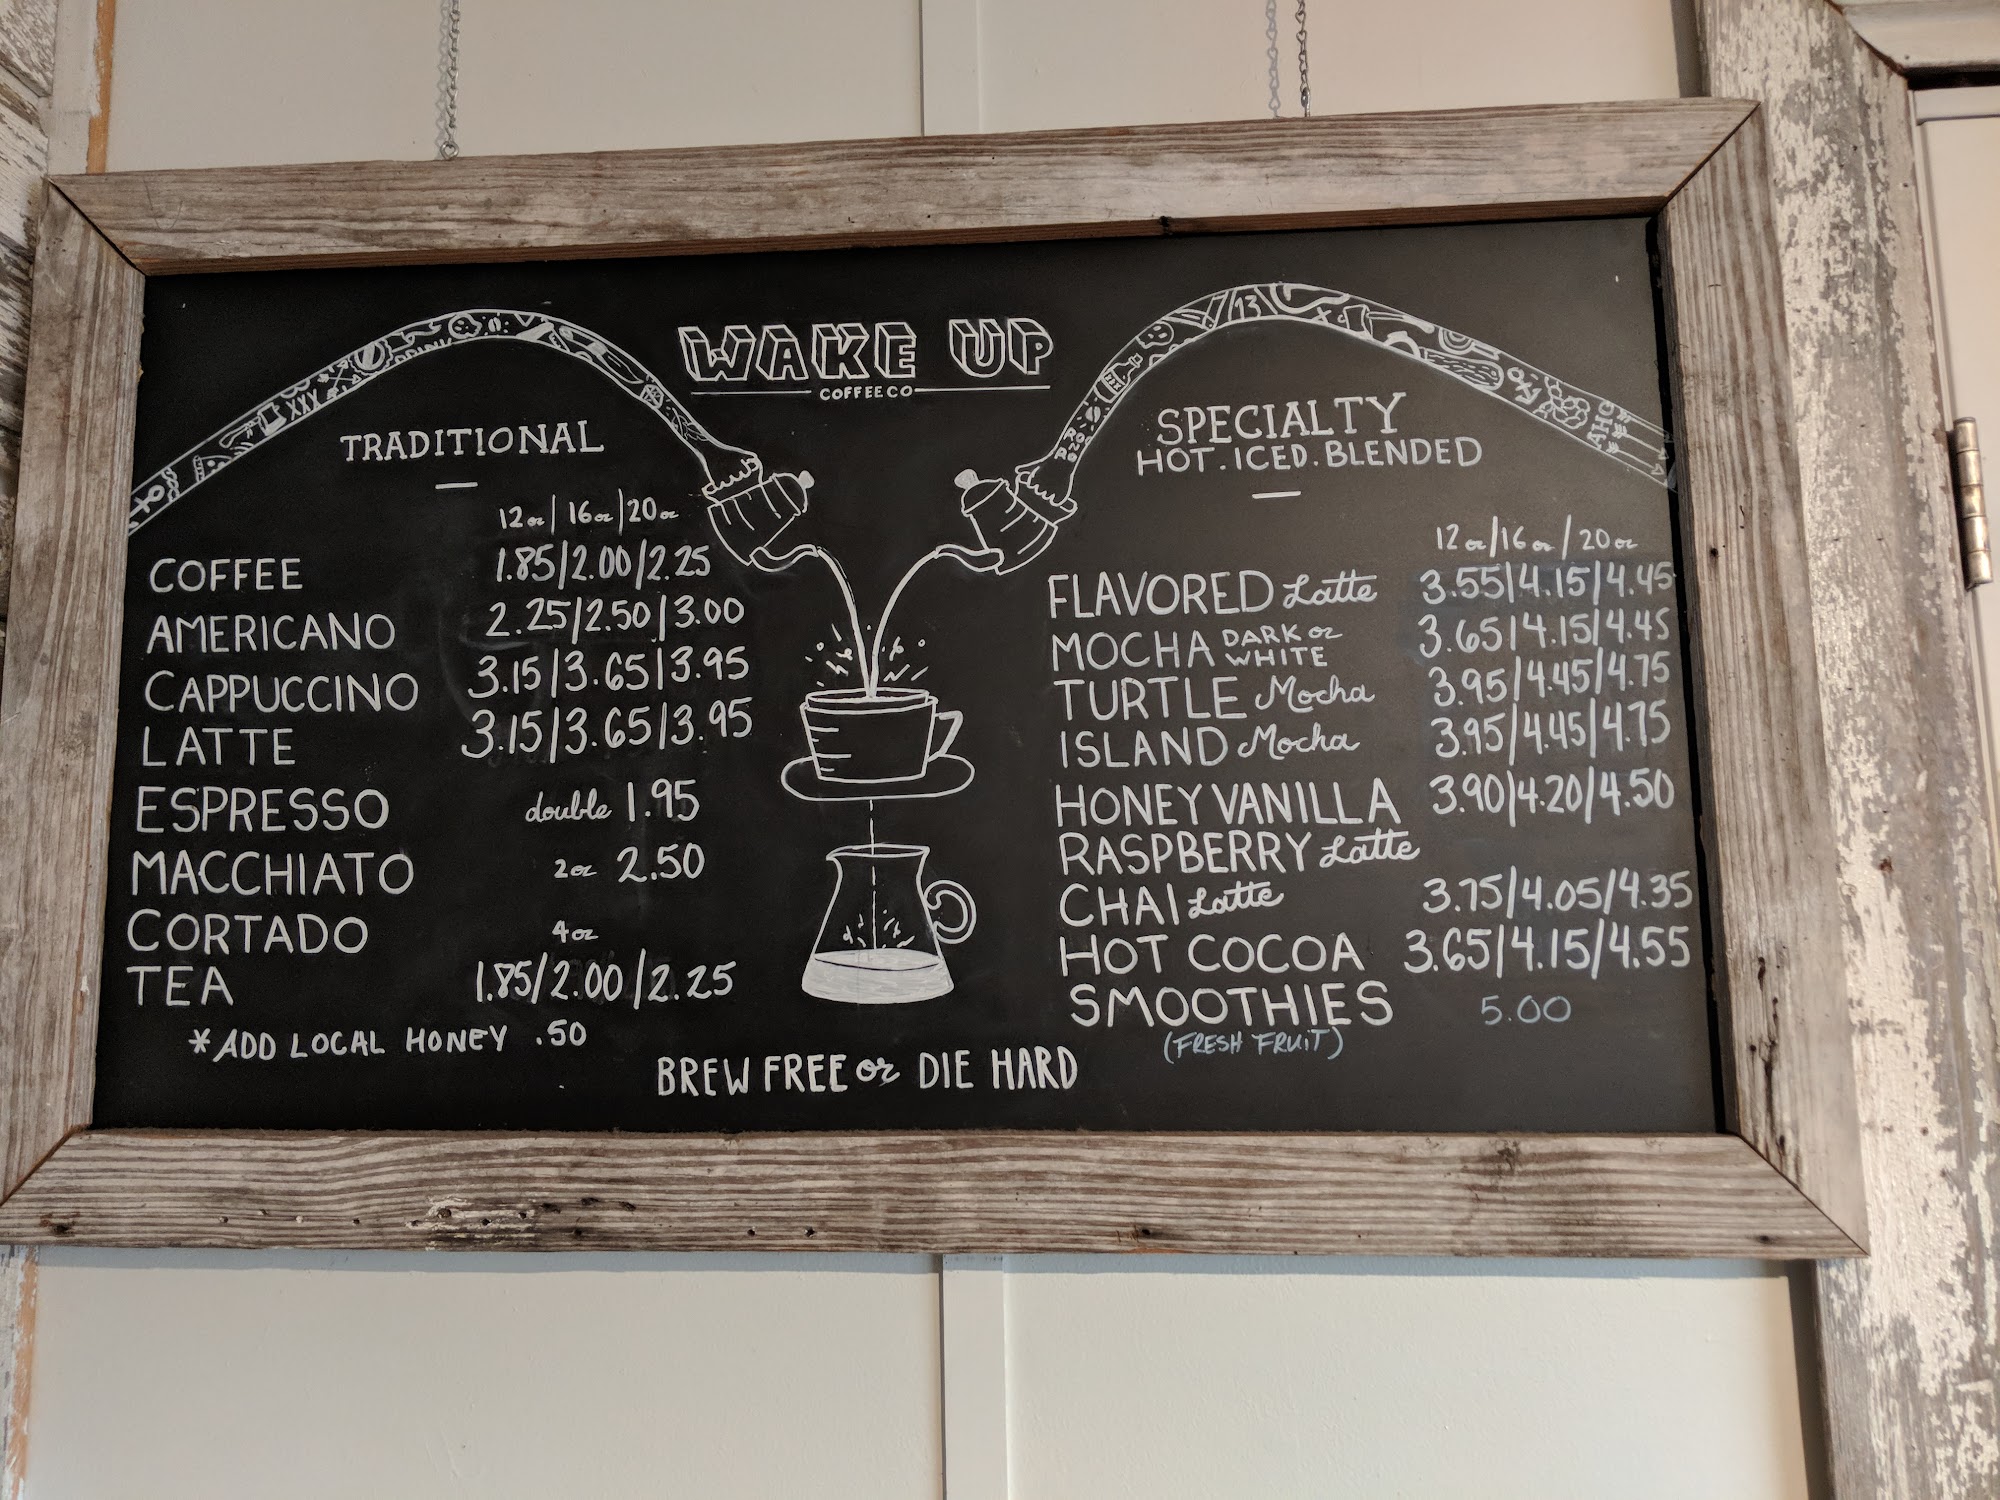 WAKE UP
COFFEE CO
TRADITIONAL
12oz | 16oz | 20oz
COFFEE 1.85/2.00/2.25
AMERICANO 2.25/2.50/3.00
CAPPUCCINO 3.15/3.65/3.95
LATTE 3.15/3.65/3.95
ESPRESSO double 1.95
MACCHIATO 2oz 2.50
CORTADO 4oz
TEA 1.85/2.00/2.25
*ADD LOCAL HONEY .50
SPECIALTY
HOT . ICED . BLENDED
12oz/16oz/20oz
FLAVORED Latte 3.55/4.15/4.45
MOCHA DARK or WHITE 3.65/4.15/4.45
TURTLE Mocha 3.95/4.45/4.75
ISLAND Mocha 3.95/4.45/4.75
HONEY VANILLA 3.90/4.20/4.50
RASPBERRY Latte
CHAI Latte 3.75/4.05/4.35
HOT COCOA 3.65/4.15/4.55
SMOOTHIES 5.00
(FRESH FRUIT)
BREW FREE or DIE HARD
XXX
13
AHO